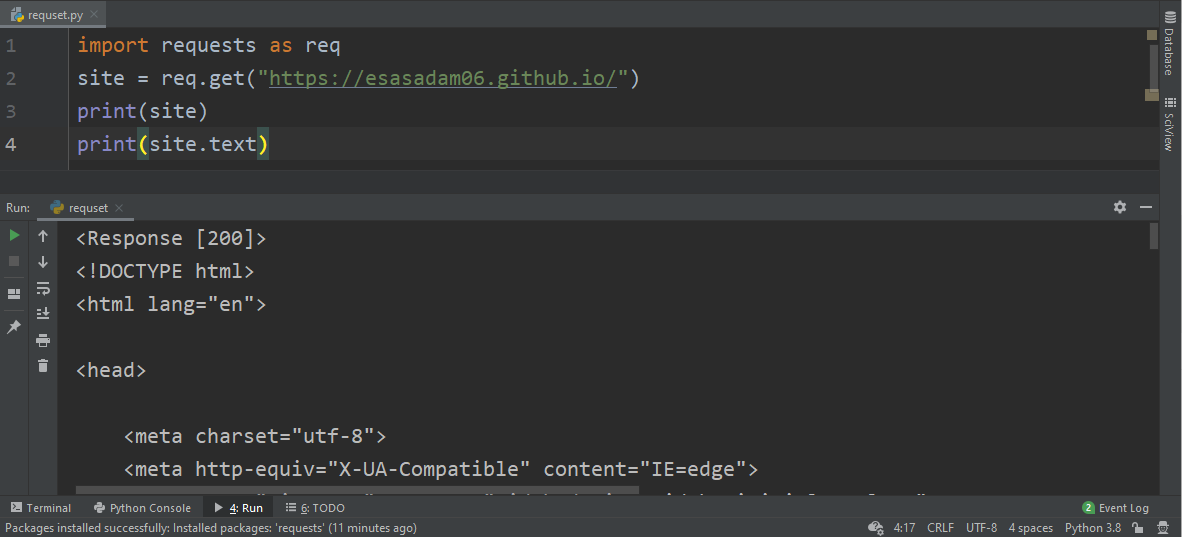 requset.py
1 import requests as req
2 site = req.get("https://esasadam06.github.io/")
3 print(site)
4 print(site.text)
Database
SciView
Run: requset
<Response [200]>
<!DOCTYPE html>
<html lang="en">
<head>
<meta charset="utf-8">
<meta http-equiv="X-UA-Compatible" content="IE=edge">
Terminal Python Console 4: Run 6: TODO 2 Event Log
Packages installed successfully: Installed packages: 'requests' (11 minutes ago) 4:17 CRLF UTF-8 4 spaces Python 3.8